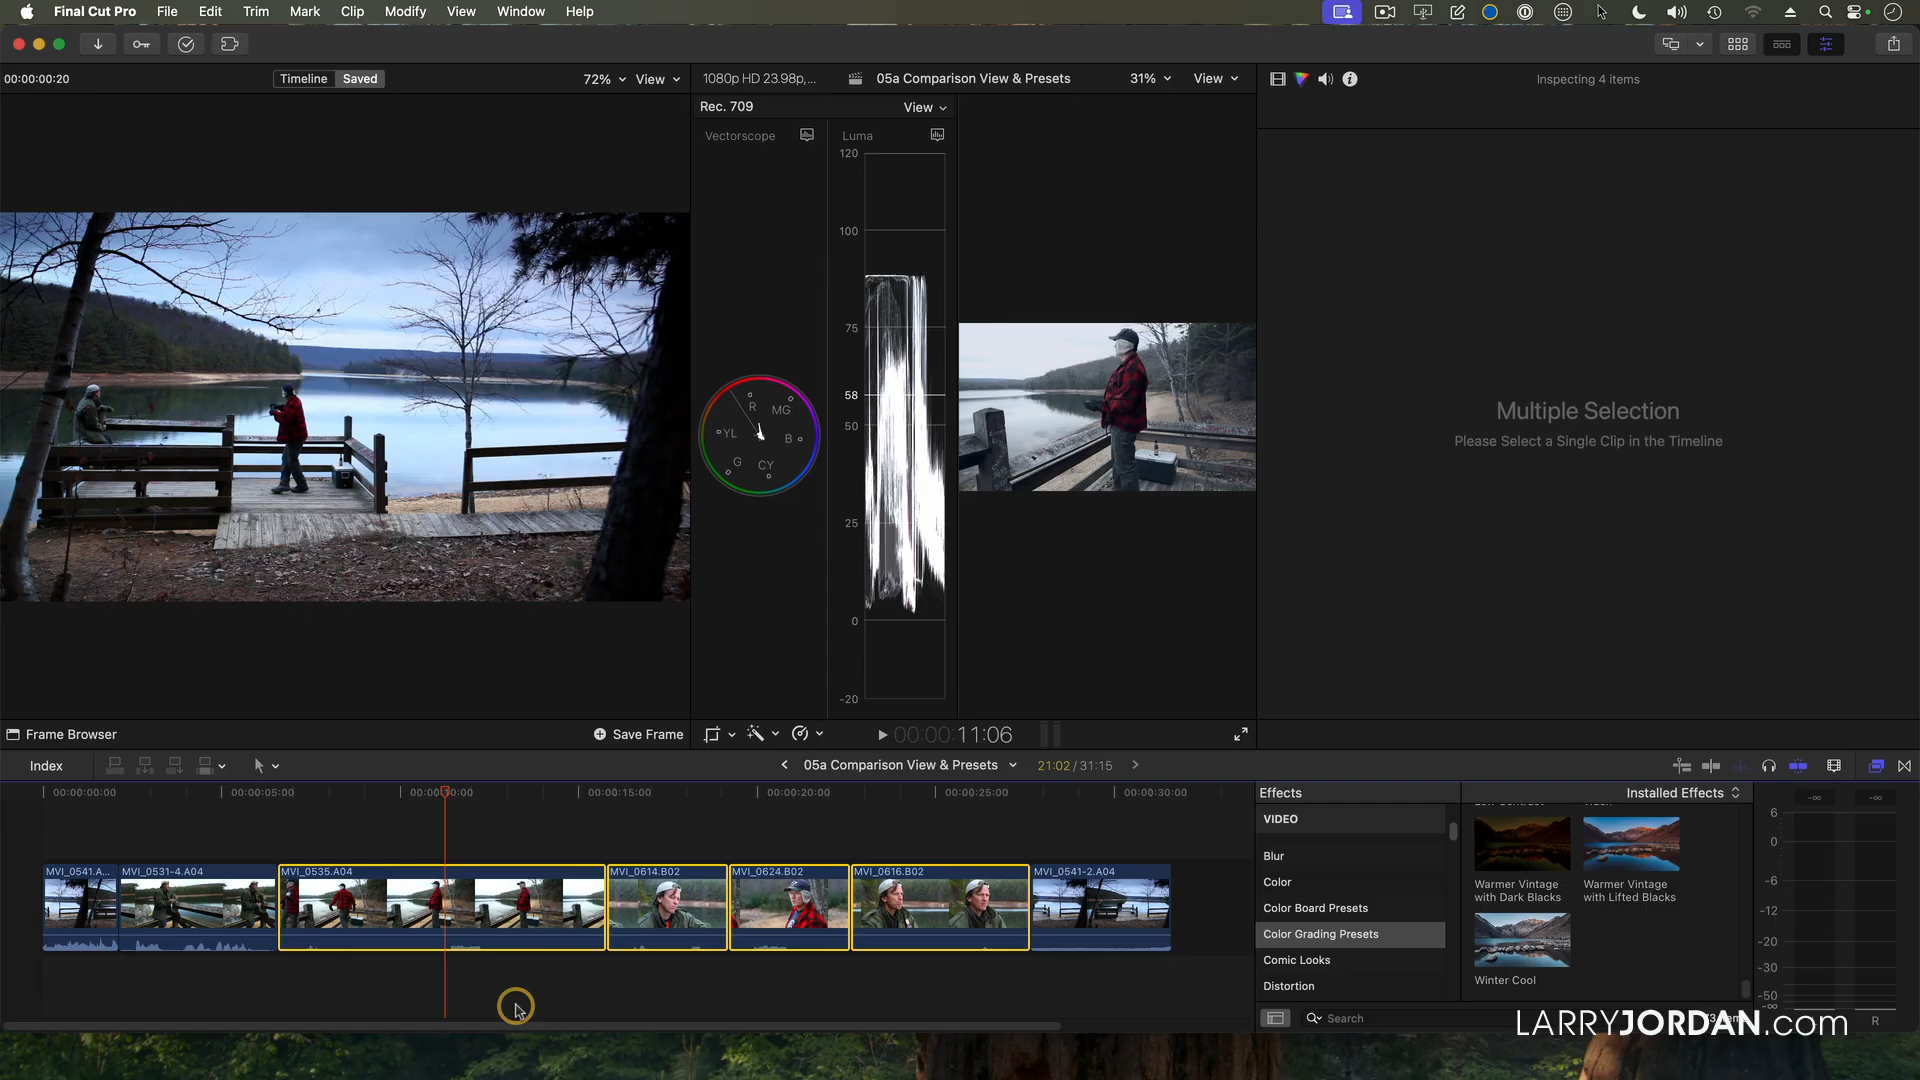 Final Cut Pro File Edit Trim Mark Clip Modify View Window Help
00:00:00:20 Timeline Saved 72% View
1080p HD 23.98p,... 05a Comparison View & Presets 31% View
Inspecting 4 items
Rec. 709 View
Vectorscope
Luma
120
100
75
58
50
25
0
-20
R
MG
YL
B
G
CY
Multiple Selection
Please Select a Single Clip in the Timeline
Frame Browser Save Frame
00:00:00:11:06
Index
05a Comparison View & Presets 21:02 / 31:15
00:00:00:00 00:00:05:00 00:00:15:00 00:00:20:00 00:00:25:00 00:00:30:00
MVI_0541.A... MVI_0531-4.A04 MVI_0535.A04 MVI_0614.B02 MVI_0624.B02 MVI_0616.B02 MVI_0541-2.A04
Effects
Installed Effects
VIDEO
Blur
Color
Color Board Presets
Color Grading Presets
Comic Looks
Distortion
Warmer Vintage
with Dark Blacks
Warmer Vintage
with Lifted Blacks
Winter Cool
Search
-∞ -∞
6
0
-6
-12
-20
-30
-50
-∞
R
LARRYJORDAN.com